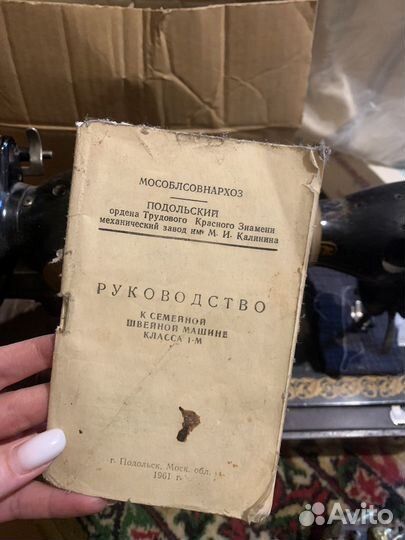 МОСОБЛСОВНАРХОЗ
ПОДОЛЬСКИЙ
ордена Трудового Красного Знамени
механический завод им. М. И. Калинина
РУКОВОДСТВО
К СЕМЕЙНОЙ
ШВЕЙНОЙ МАШИНЕ
КЛАССА 1-М
г. Подольск, Моск. обл.
1961 г.
Avito